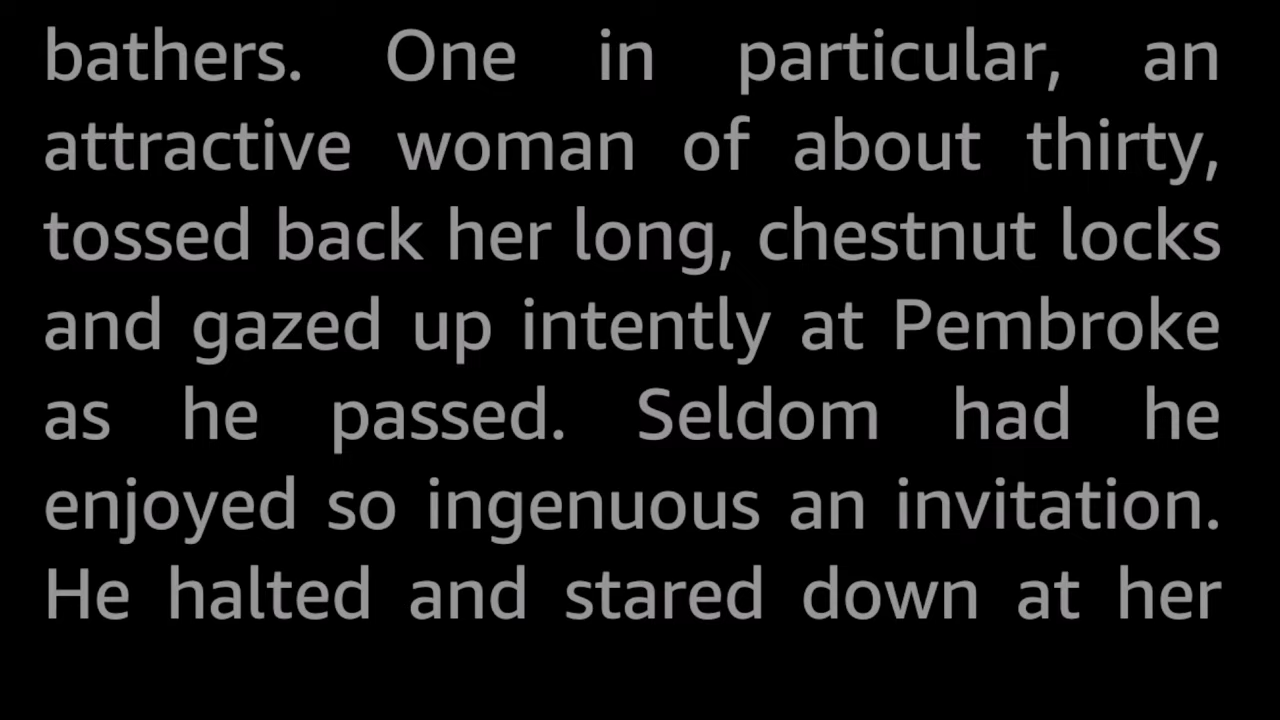 bathers. One in particular, an
attractive woman of about thirty,
tossed back her long, chestnut locks
and gazed up intently at Pembroke
as he passed. Seldom had he
enjoyed so ingenuous an invitation.
He halted and stared down at her